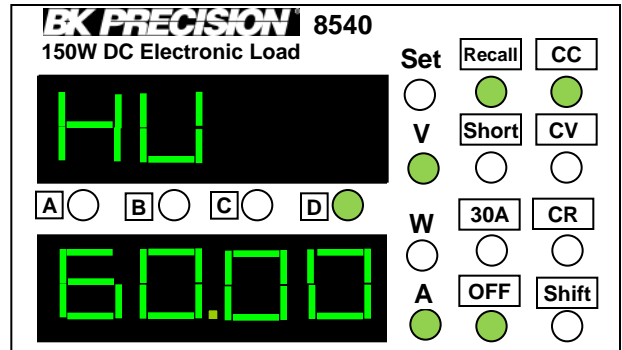 BK PRECISION 8540
150W DC Electronic Load
Set Recall CC
HU
V Short CV
A B C D
W 30A CR
60.00
A OFF Shift